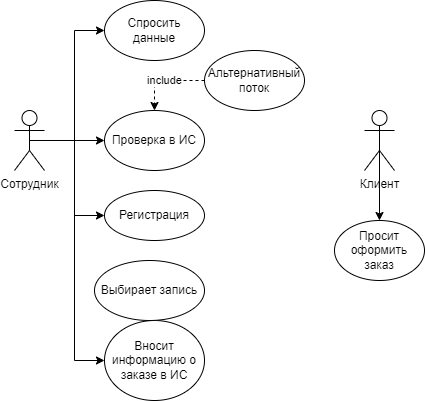 Спросить
данные
include
Альтернативный
поток
Проверка в ИС
Сотрудник
Клиент
Регистрация
Просит
оформить
заказ
Выбирает запись
Вносит
информацию о
заказе в ИС